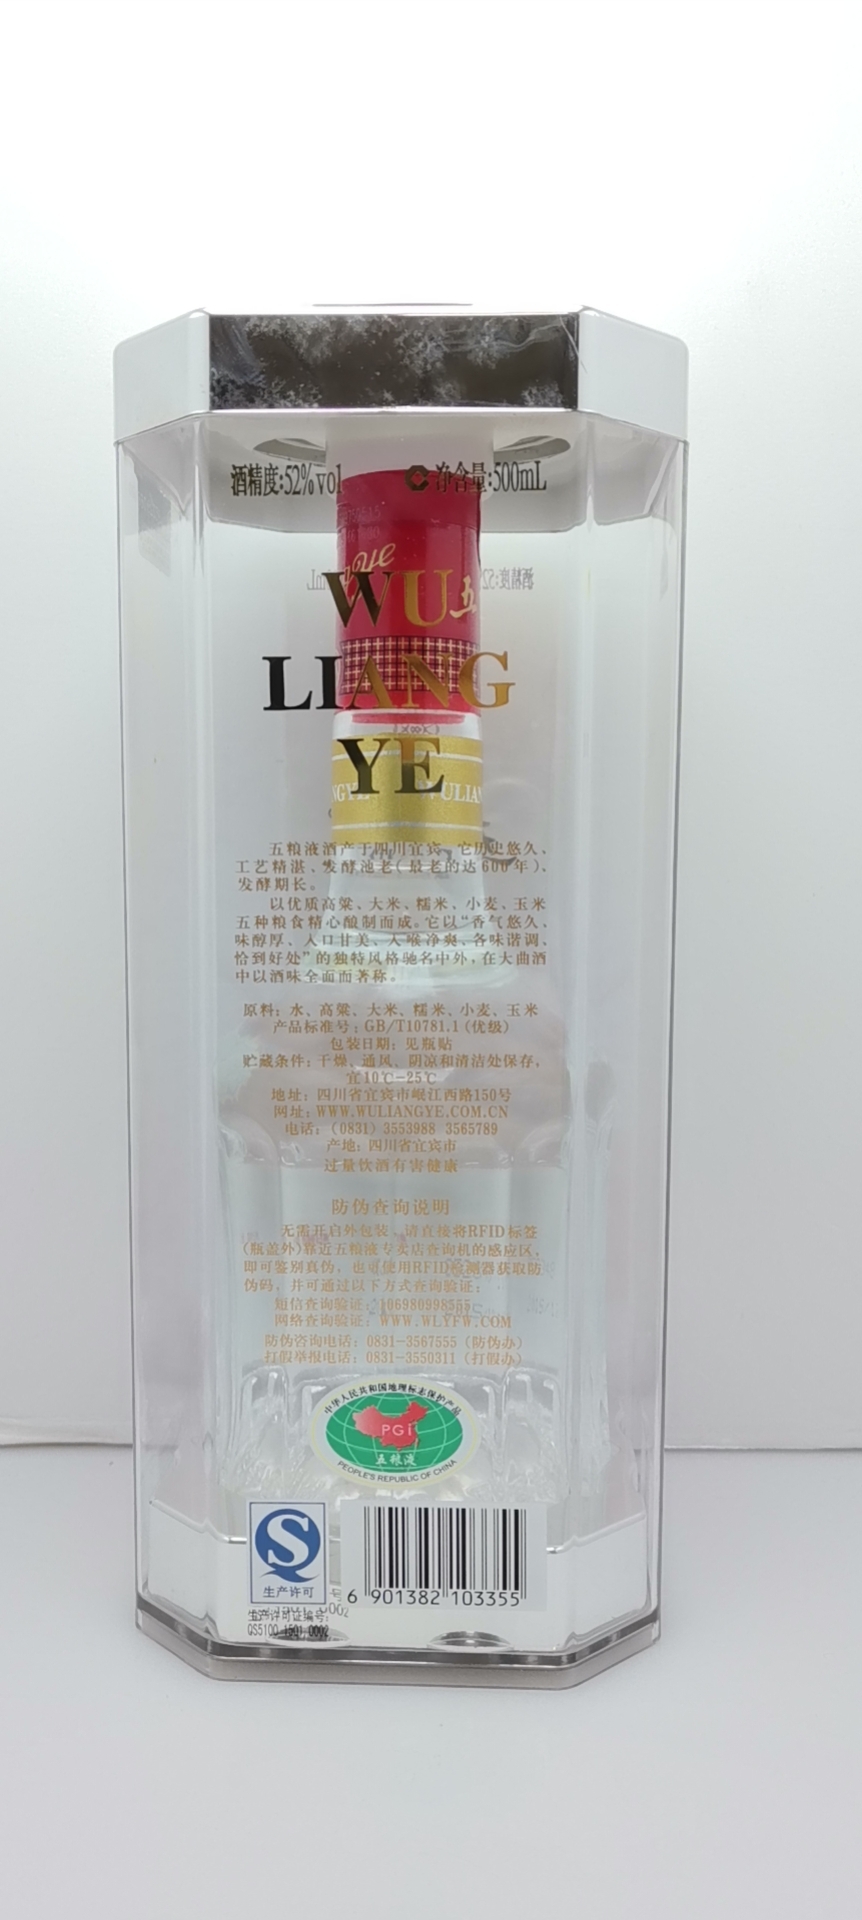 酒精度:52%vol 净含量:500mL
WU
LIANG
YE
五粮液酒产于四川宜宾、它历史悠久、
工艺精湛、发酵池老(最老的达600年)、
发酵期长。
以优质高粱、大米、糯米、小麦、玉米
五种粮食精心酿制而成。它以“香气悠久、
味醇厚、入口甘美、入喉净爽、各味谐调、
恰到好处”的独特风格驰名中外,在大曲酒
中以酒味全面而著称。
原料:水、高粱、大米、糯米、小麦、玉米
产品标准号:GB/T10781.1(优级)
包装日期:见瓶贴
贮藏条件:干燥、通风、阴凉和清洁处保存,
宜10℃-25℃
地址:四川省宜宾市岷江西路150号
网址:WWW.WULIANGYE.COM.CN
电话:(0831) 3553988 3565789
产地:四川省宜宾市
过量饮酒有害健康
防伪查询说明
无需开启外包装、请直接将RFID标签
(瓶盖外)靠近五粮液专卖店查询机的感应区,
即可鉴别真伪,也可使用RFID检测器获取防
伪码,并可通过以下方式查询验证:
短信查询验证:106980998555
网络查询验证:WWW.WLYFW.COM
防伪咨询电话:0831-3567555(防伪办)
打假举报电话:0831-3550311(打假办)
中华人民共和国地理标志保护产品
PGI
五粮液
PEOPLE'S REPUBLIC OF CHINA
生产许可
6 901382 103355
生产许可证编号:
QS5100 1501 0002